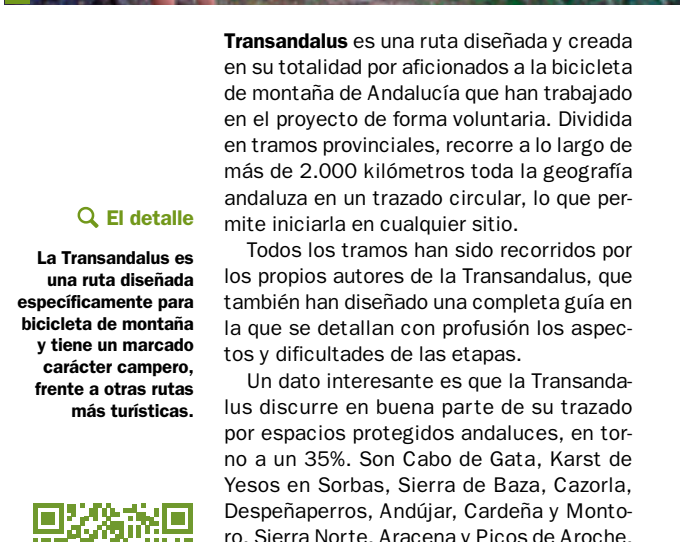 Transandalus es una ruta diseñada y creada
en su totalidad por aficionados a la bicicleta
de montaña de Andalucía que han trabajado
en el proyecto de forma voluntaria. Dividida
en tramos provinciales, recorre a lo largo de
más de 2.000 kilómetros toda la geografía
andaluza en un trazado circular, lo que per-
mite iniciarla en cualquier sitio.
Todos los tramos han sido recorridos por
los propios autores de la Transandalus, que
también han diseñado una completa guía en
la que se detallan con profusión los aspec-
tos y dificultades de las etapas.
Un dato interesante es que la Transanda-
lus discurre en buena parte de su trazado
por espacios protegidos andaluces, en tor-
no a un 35%. Son Cabo de Gata, Karst de
Yesos en Sorbas, Sierra de Baza, Cazorla,
Despeñaperros, Andújar, Cardeña y Monto-
ro, Sierra Norte, Aracena y Picos de Aroche,
El detalle
La Transandalus es
una ruta diseñada
específicamente para
bicicleta de montaña
y tiene un marcado
carácter campero,
frente a otras rutas
más turísticas.